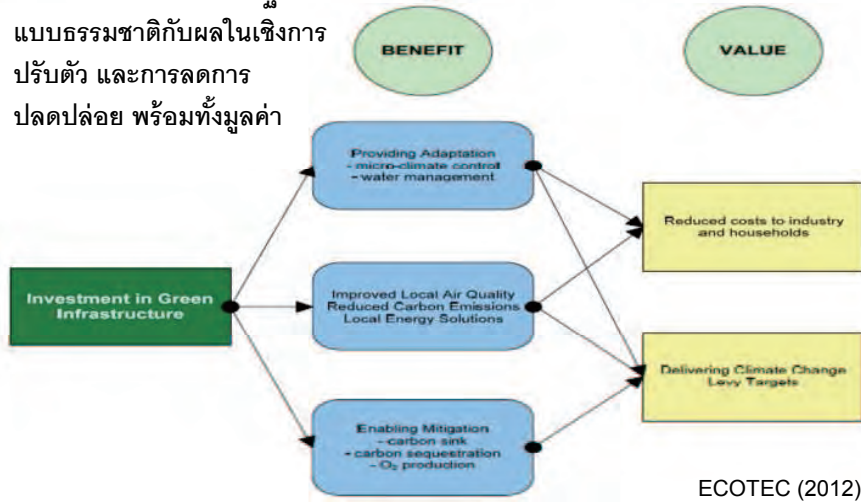 แบบธรรมชาติกับผลในเชิงการ
ปรับตัว และการลดการ
ปลดปล่อย พร้อมทั้งมูลค่า
BENEFIT
VALUE
Providing Adaptation
- micro-climate control
- water management
Reduced costs to industry
and households
Investment in Green
Infrastructure
Improved Local Air Quality
Reduced Carbon Emissions
Local Energy Solutions
Delivering Climate Change
Levy Targets
Enabling Mitigation
- carbon sink
- carbon sequestration
- O₂ production
ECOTEC (2012)